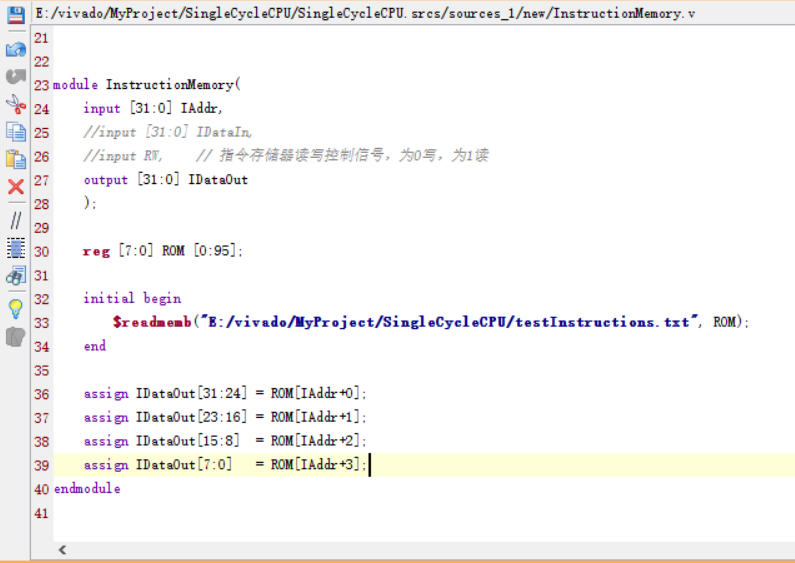 E:/vivado/MyProject/SingleCycleCPU/SingleCycleCPU.srcs/sources_1/new/InstructionMemory.v
21
22
23 module InstructionMemory(
24 input [31:0] IAddr,
25 //input [31:0] IDataIn,
26 //input RW, // 指令存储器读写控制信号，为0写，为1读
27 output [31:0] IDataOut
28 );
29
30 reg [7:0] ROM [0:95];
31
32 initial begin
33 $readmemb("E:/vivado/MyProject/SingleCycleCPU/testInstructions.txt", ROM);
34 end
35
36 assign IDataOut[31:24] = ROM[IAddr+0];
37 assign IDataOut[23:16] = ROM[IAddr+1];
38 assign IDataOut[15:8] = ROM[IAddr+2];
39 assign IDataOut[7:0] = ROM[IAddr+3];
40 endmodule
41